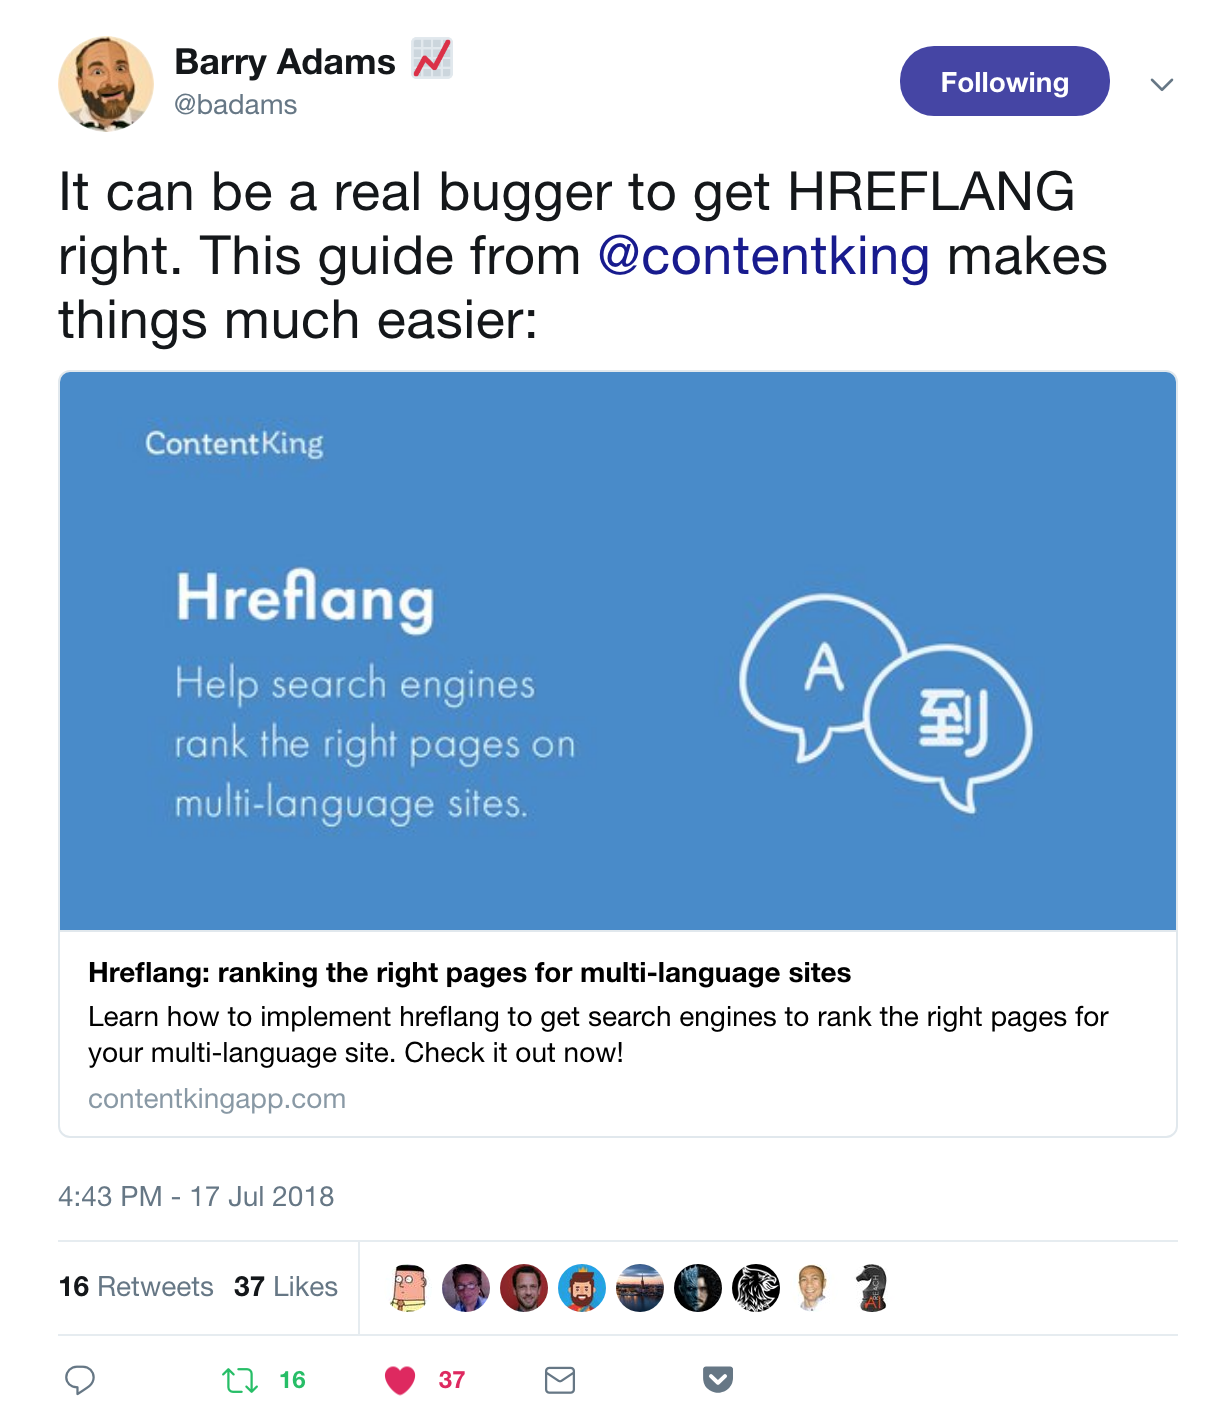 Barry Adams
@badams
Following
It can be a real bugger to get HREFLANG
right. This guide from @contentking makes
things much easier:
ContentKing
Hreflang
Help search engines
rank the right pages on
multi-language sites.
A
到
Hreflang: ranking the right pages for multi-language sites
Learn how to implement hreflang to get search engines to rank the right pages for
your multi-language site. Check it out now!
contentkingapp.com
4:43 PM - 17 Jul 2018
16 Retweets 37 Likes
16
37